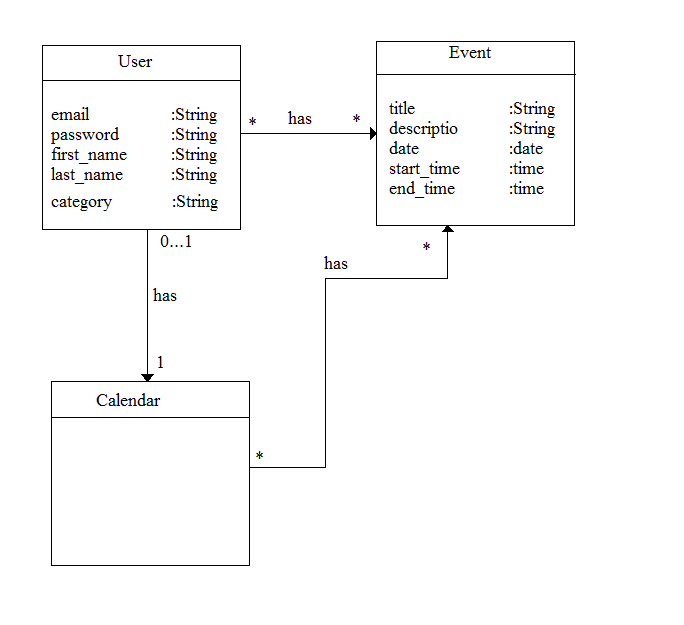 User
email :String
password :String
first_name :String
last_name :String
category :String
* has *
Event
title :String
descriptio :String
date :date
start_time :time
end_time :time
0...1
has
1
Calendar
*
has
*